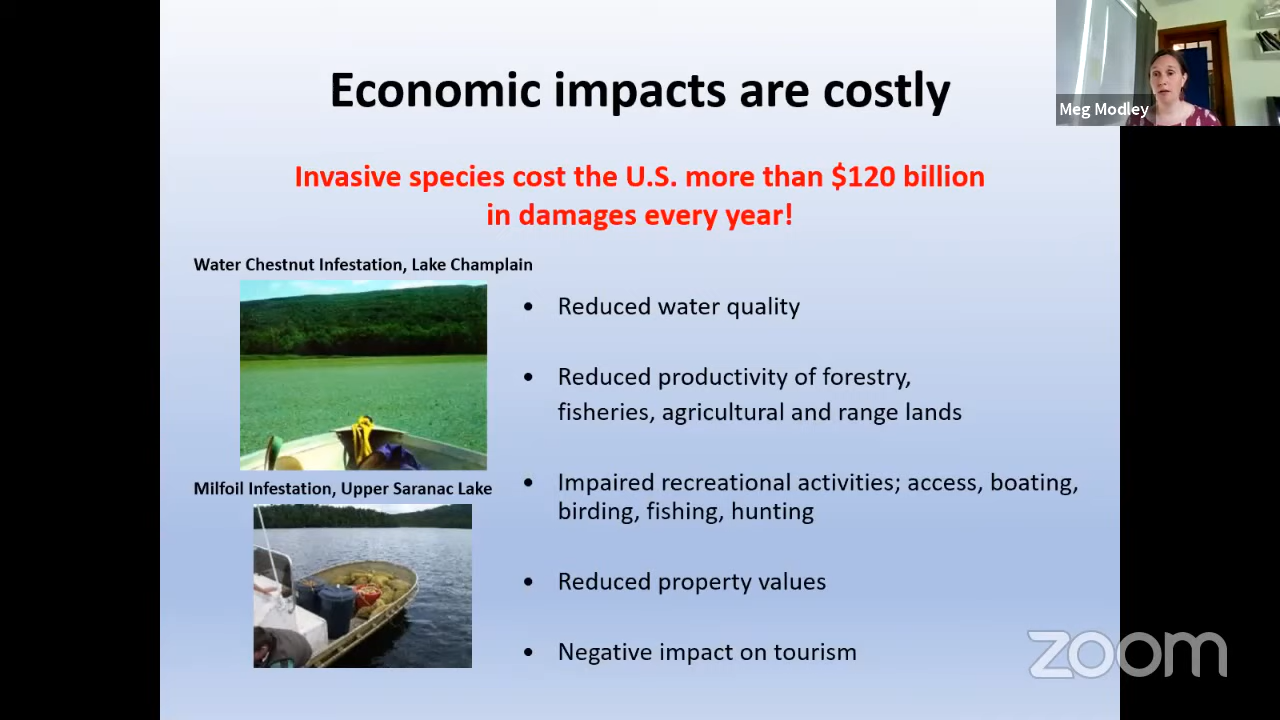 Economic impacts are costly
Meg Modley
Invasive species cost the U.S. more than $120 billion
in damages every year!
Water Chestnut Infestation, Lake Champlain
• Reduced water quality
• Reduced productivity of forestry,
fisheries, agricultural and range lands
Milfoil Infestation, Upper Saranac Lake
• Impaired recreational activities; access, boating,
birding, fishing, hunting
• Reduced property values
• Negative impact on tourism
zoom